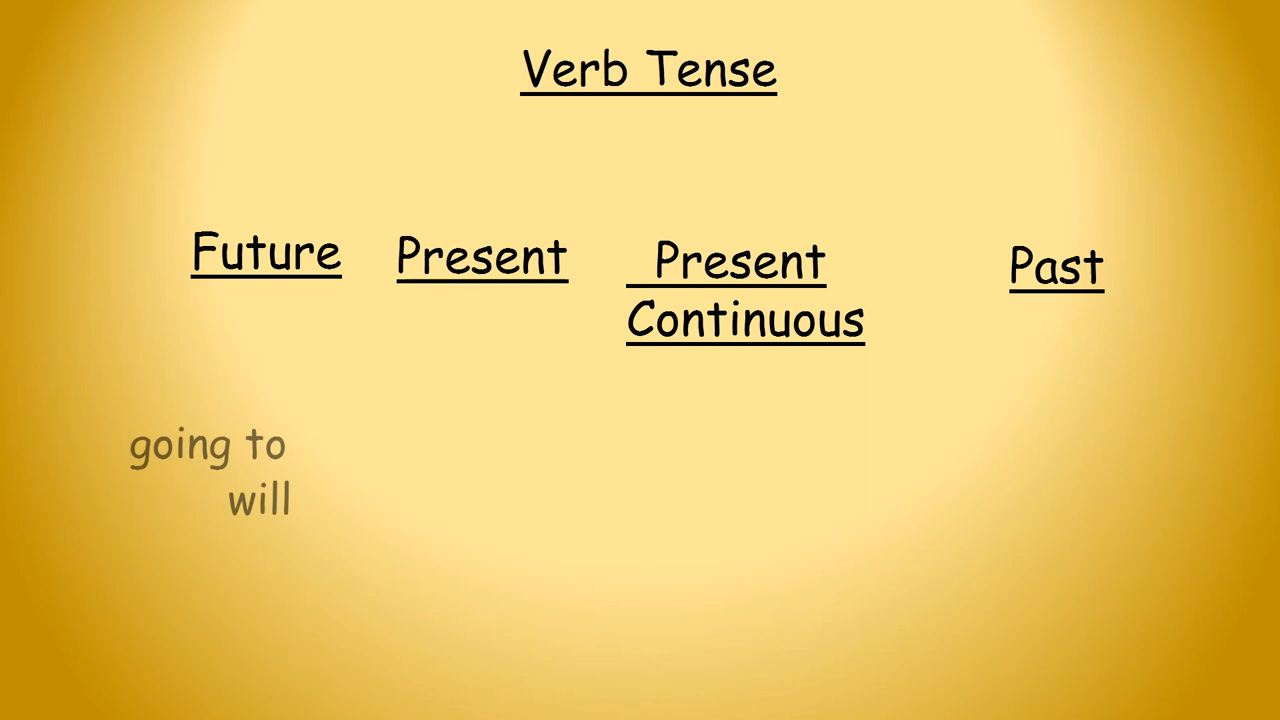 Verb Tense
Future Present Present Past
Continuous
going to
will